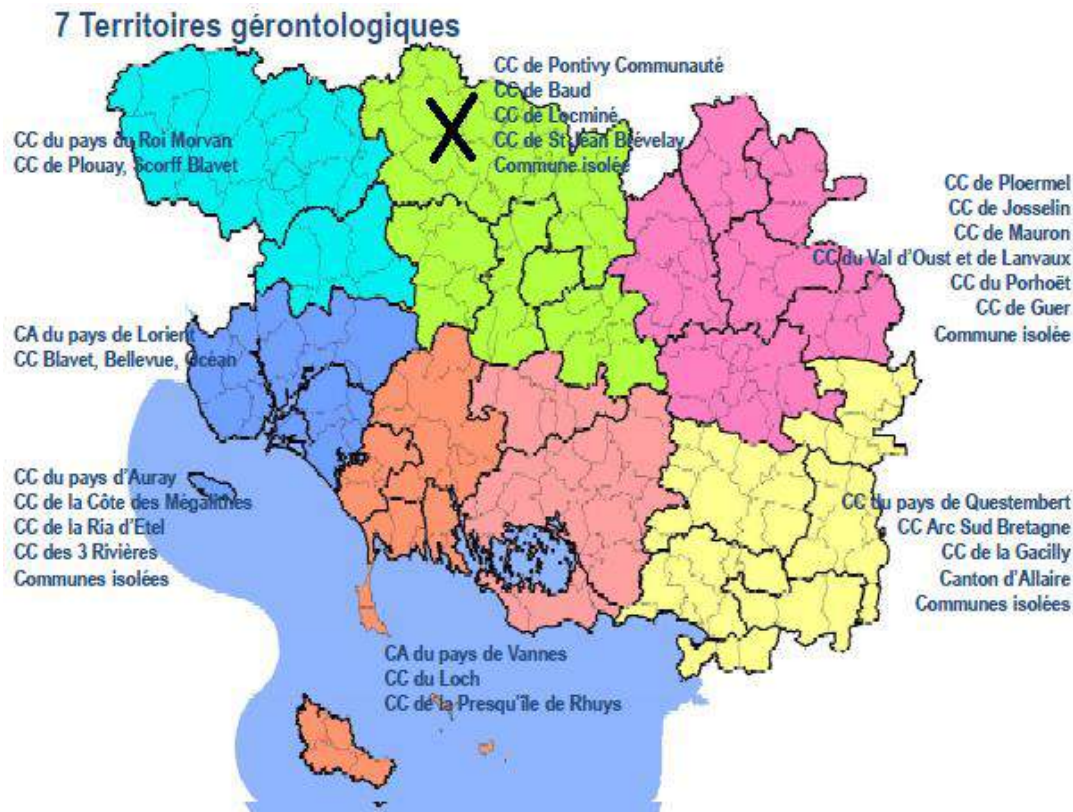 7 Territoires gérontologiques
CC de Pontivy Communauté
CC de Baud
CC de Locminé
CC de St Jean Brévelay
Commune isolée
CC du pays du Roi Morvan
CC de Plouay, Scorff Blavet
CC de Ploermel
CC de Josselin
CC de Mauron
CC du Val d'Oust et de Lanvaux
CC du Porhoët
CC de Guer
Commune isolée
CA du pays de Lorient
CC Blavet, Bellevue, Océan
CC du pays d'Auray
CC de la Côte des Mégalithes
CC de la Ria d'Etel
CC des 3 Rivières
Communes isolées
CC du pays de Questembert
CC Arc Sud Bretagne
CC de la Gacilly
Canton d'Allaire
Communes isolées
CA du pays de Vannes
CC du Loch
CC de la Presqu'île de Rhuys